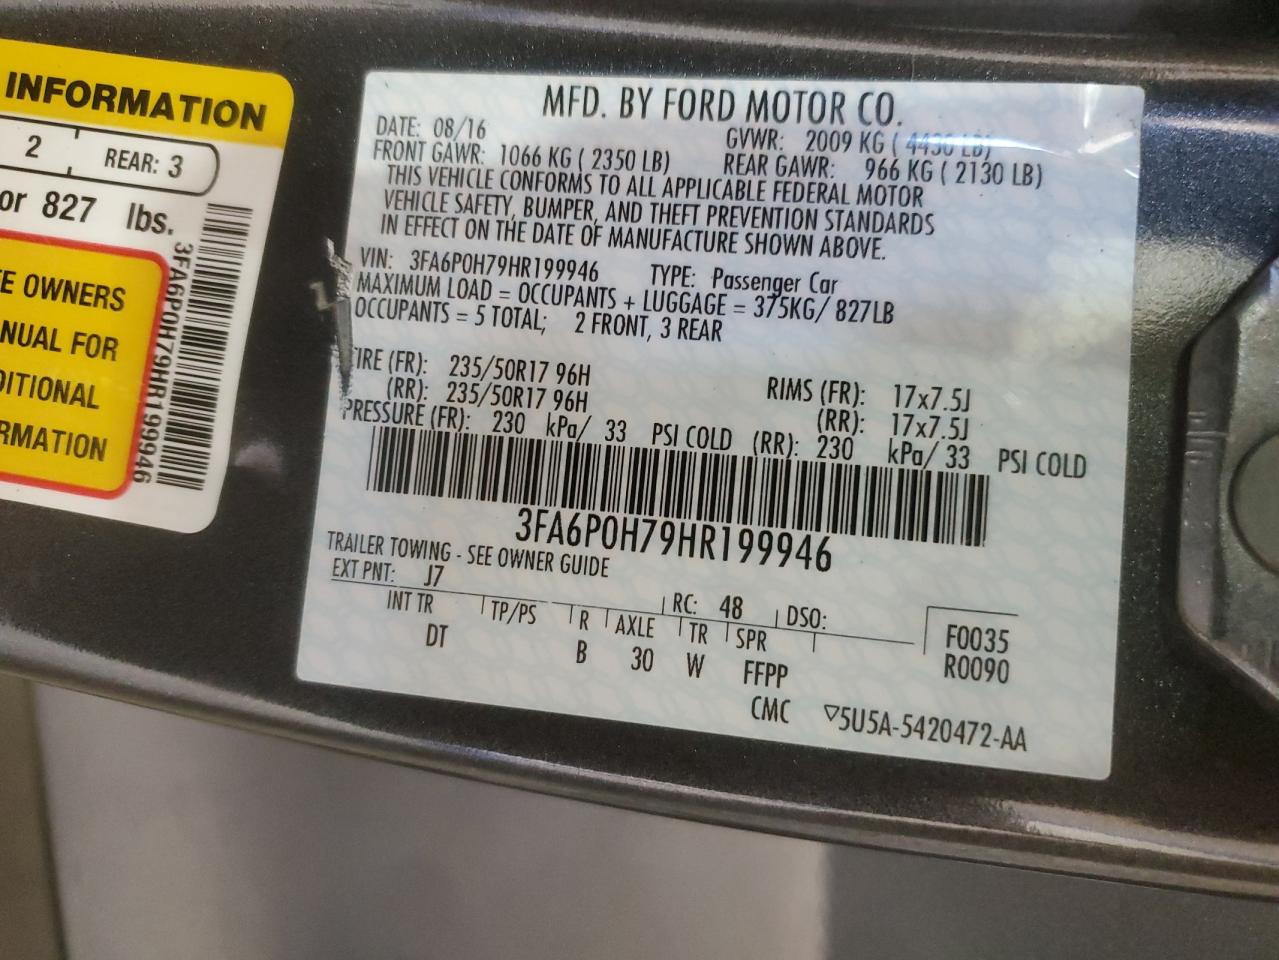 INFORMATION
2 REAR: 3
or 827 lbs.
E OWNERS
NUAL FOR
DITIONAL
RMATION
3FA6P0H79HR199946
MFD. BY FORD MOTOR CO.
DATE: 08/16 GVWR: 2009 KG ( 4430 LB)
FRONT GAWR: 1066 KG ( 2350 LB) REAR GAWR: 966 KG ( 2130 LB)
THIS VEHICLE CONFORMS TO ALL APPLICABLE FEDERAL MOTOR
VEHICLE SAFETY, BUMPER, AND THEFT PREVENTION STANDARDS
IN EFFECT ON THE DATE OF MANUFACTURE SHOWN ABOVE.
VIN: 3FA6P0H79HR199946 TYPE: Passenger Car
MAXIMUM LOAD = OCCUPANTS + LUGGAGE = 375KG/ 827LB
OCCUPANTS = 5 TOTAL; 2 FRONT, 3 REAR
TIRE (FR): 235/50R17 96H RIMS (FR): 17x7.5J
(RR): 235/50R17 96H (RR): 17x7.5J
PRESSURE (FR): 230 kPa/ 33 PSI COLD (RR): 230 kPa/ 33 PSI COLD
3FA6P0H79HR199946
TRAILER TOWING - SEE OWNER GUIDE
EXT PNT: J7 RC: 48 DSO:
INT TR TP/PS R AXLE TR SPR F0035
DT B 30 W FFPP R0090
CMC ▽5U5A-5420472-AA